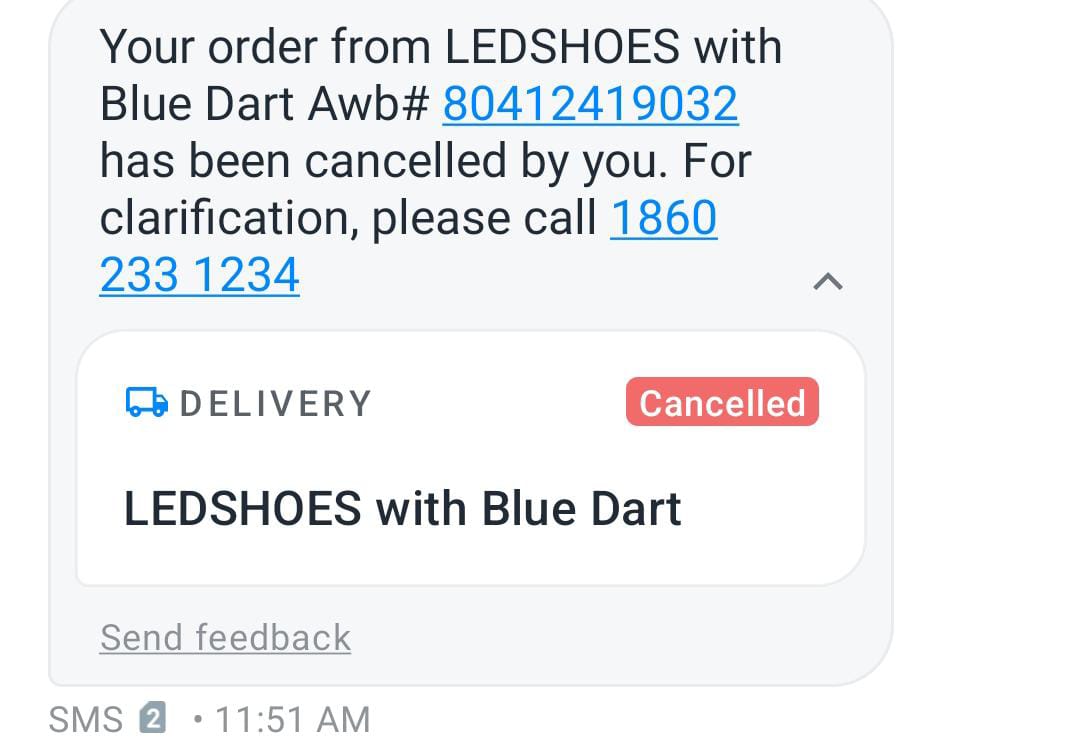 Your order from LEDSHOES with
Blue Dart Awb# 80412419032
has been cancelled by you. For
clarification, please call 1860
233 1234
DELIVERY Cancelled
LEDSHOES with Blue Dart
Send feedback
SMS 2 • 11:51 AM